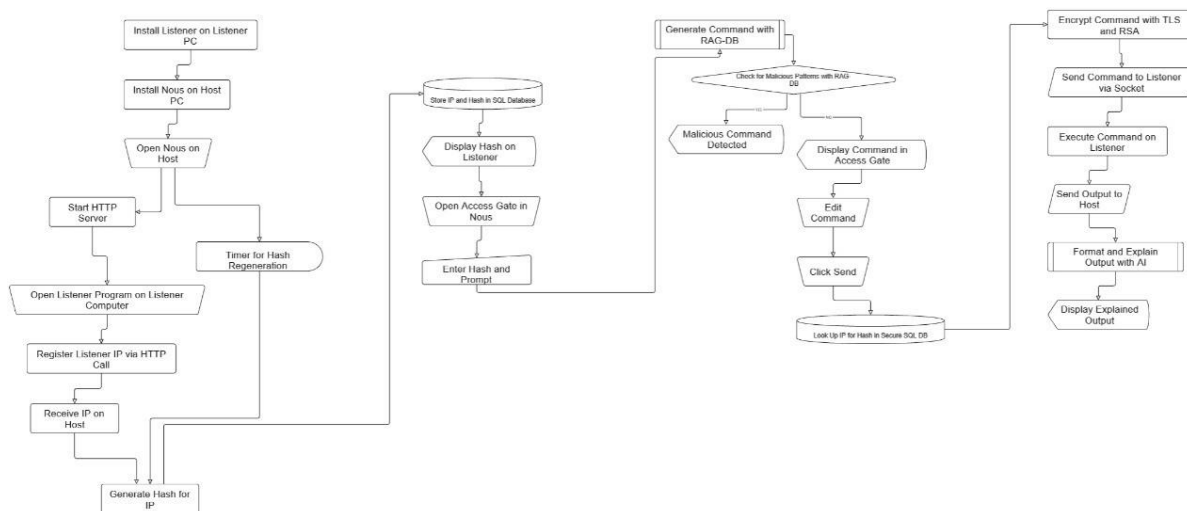 Install Listener on Listener
PC
Install Nous on Host
PC
Open Nous on
Host
Start HTTP
Server
Timer for Hash
Regeneration
Open Listener Program on Listener
Computer
Register Listener IP via HTTP
Call
Receive IP on
Host
Generate Hash for
IP
Store IP and Hash in SQL Database
Display Hash on
Listener
Open Access Gate in
Nous
Enter Hash and
Prompt
Generate Command with
RAG-DB
Check for Malicious Patterns with RAG
DB
Malicious Command
Detected
Display Command in
Access Gate
Edit
Command
Click Send
Look Up IP for Hash in Secure SQL DB
Encrypt Command with TLS
and RSA
Send Command to Listener
via Socket
Execute Command on
Listener
Send Output to
Host
Format and Explain
Output with AI
Display Explained
Output